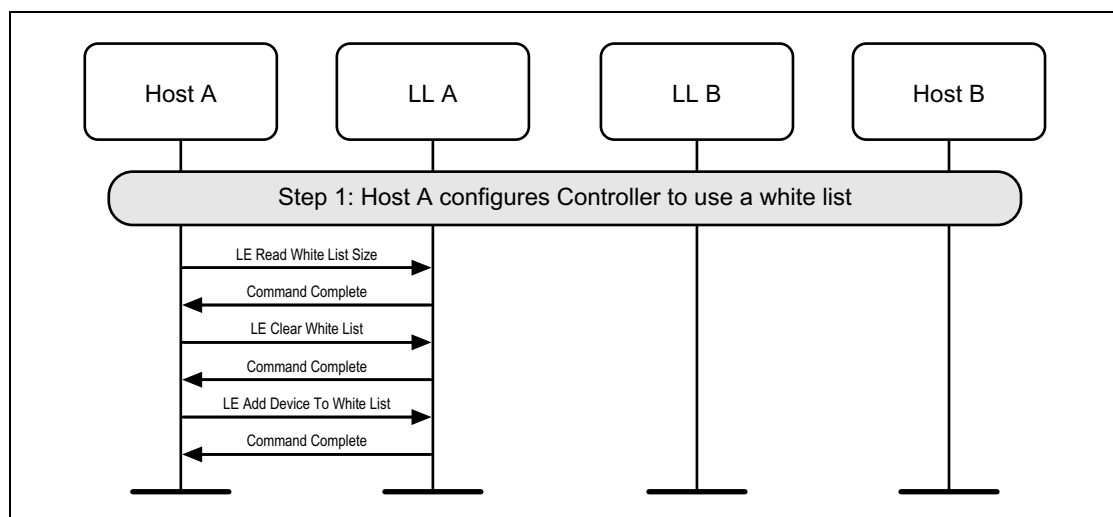 Host A
LL A
LL B
Host B
Step 1: Host A configures Controller to use a white list
LE Read White List Size
Command Complete
LE Clear White List
Command Complete
LE Add Device To White List
Command Complete